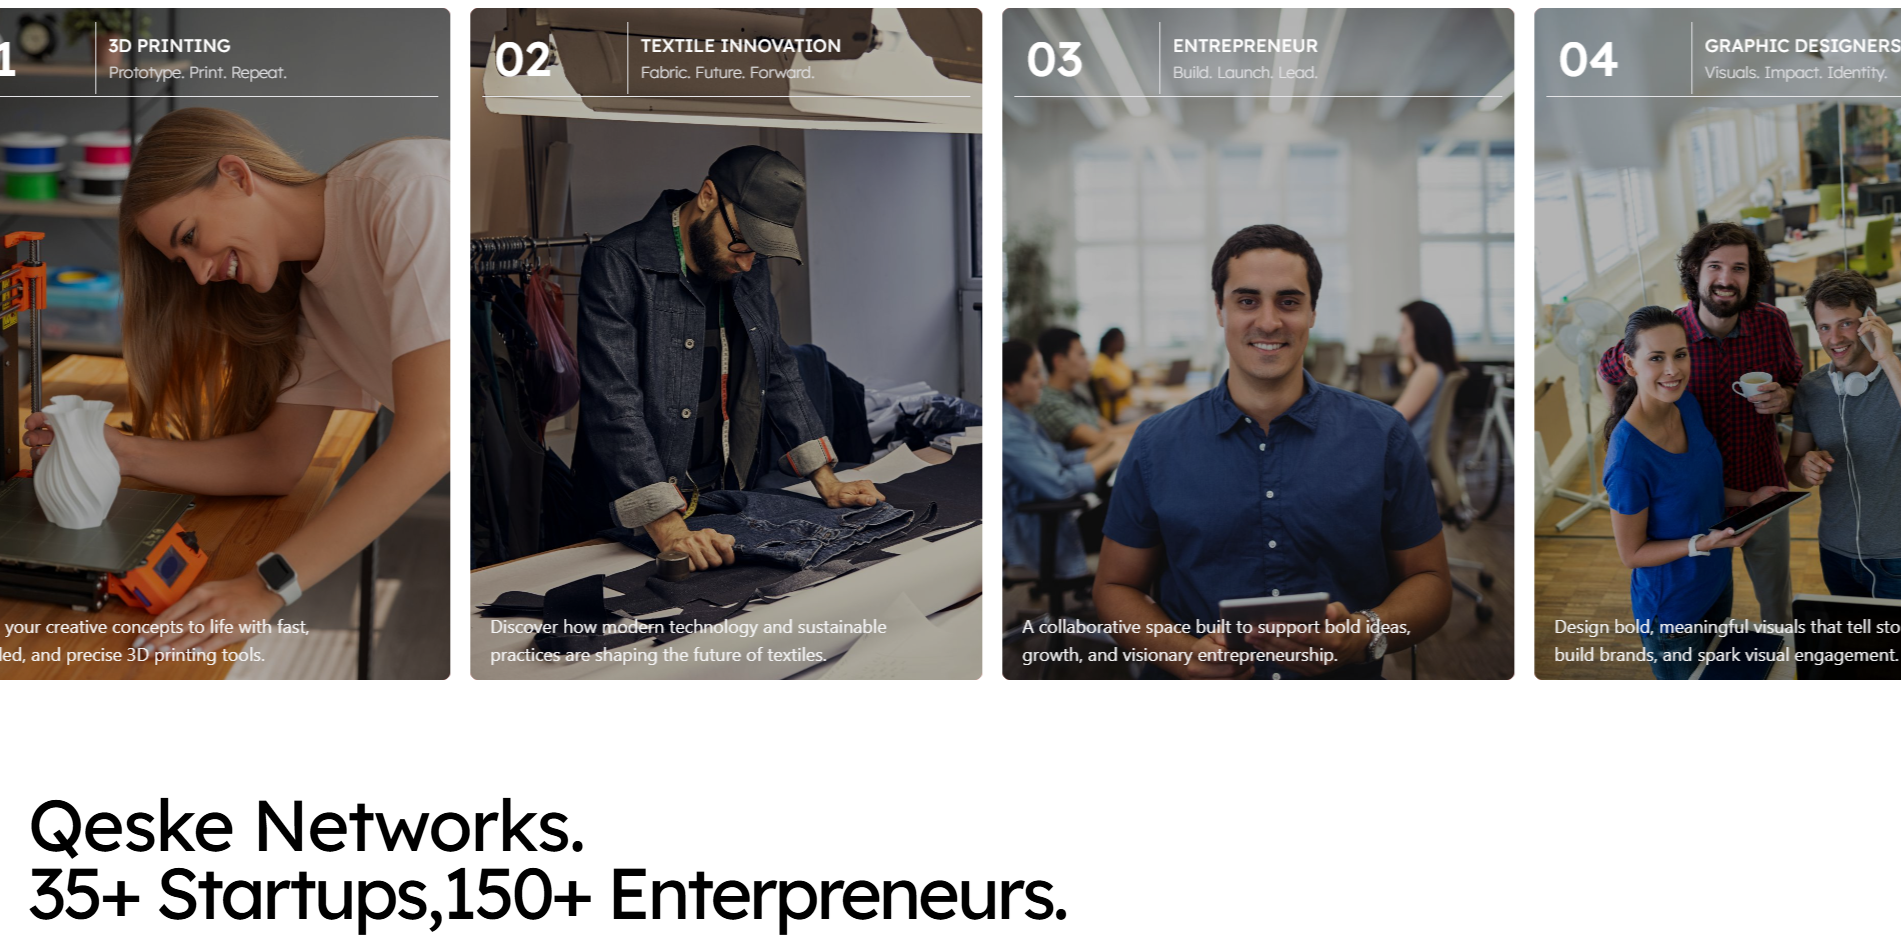 1
3D PRINTING
Prototype. Print. Repeat.
your creative concepts to life with fast,
and precise 3D printing tools.
02
TEXTILE INNOVATION
Fabric. Future. Forward.
Discover how modern technology and sustainable
practices are shaping the future of textiles.
03
ENTREPRENEUR
Build. Launch. Lead.
A collaborative space built to support bold ideas,
growth, and visionary entrepreneurship.
04
GRAPHIC DESIGNERS
Visuals. Impact. Identity.
Design bold, meaningful visuals that tell
build brands, and spark visual engagement.
Qeske Networks.
35+ Startups,150+ Enterpreneurs.